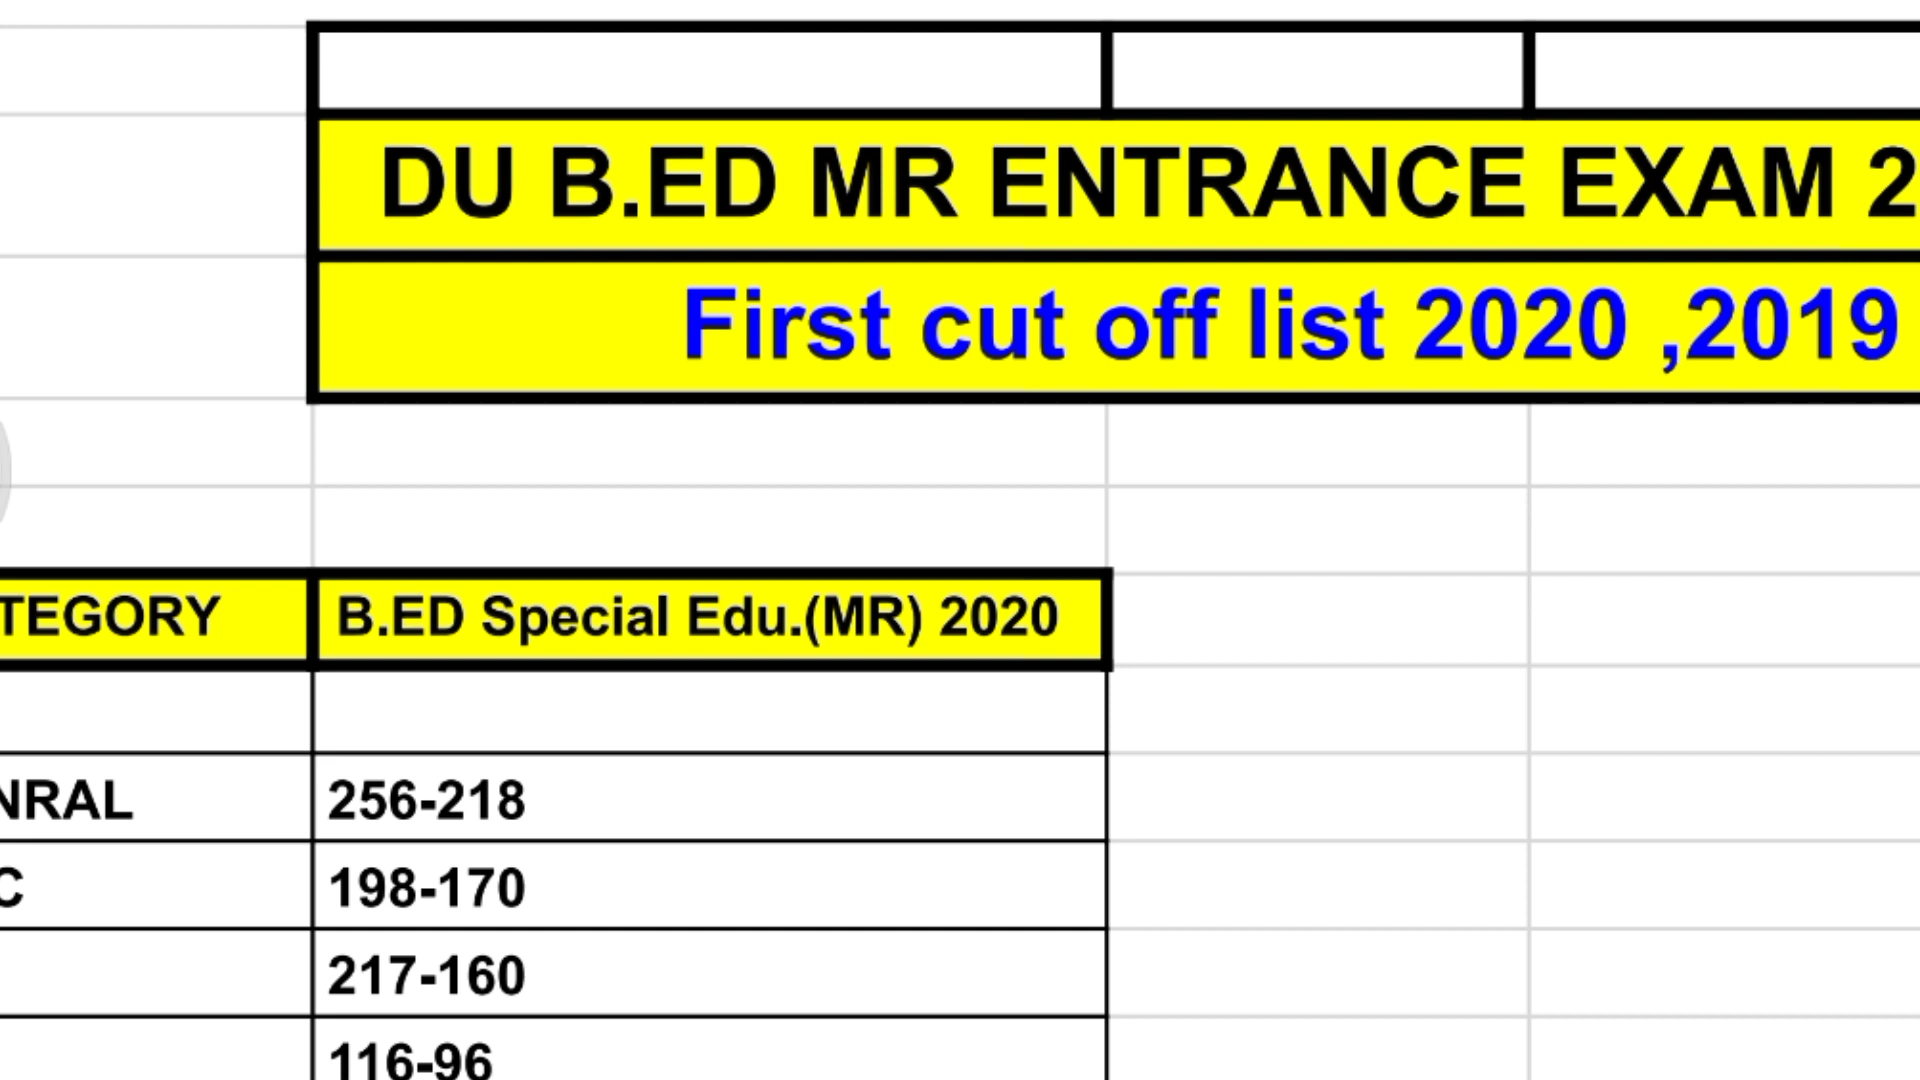 DU B.ED MR ENTRANCE EXAM 2
First cut off list 2020 ,2019
TEGORY B.ED Special Edu.(MR) 2020
NRAL 256-218
C 198-170
217-160
116-96